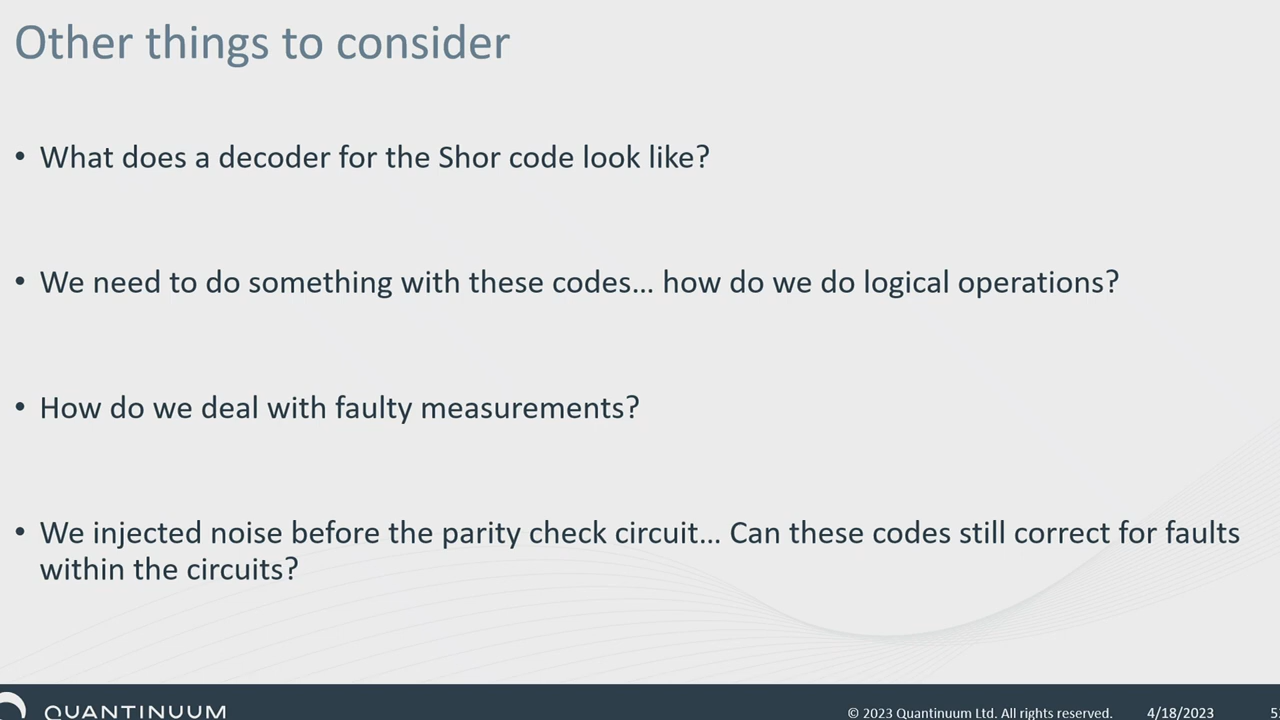 Other things to consider
• What does a decoder for the Shor code look like?
• We need to do something with these codes... how do we do logical operations?
• How do we deal with faulty measurements?
• We injected noise before the parity check circuit... Can these codes still correct for faults
within the circuits?
QUANTINUUM
© 2023 Quantinuum Ltd. All rights reserved. 4/18/2023